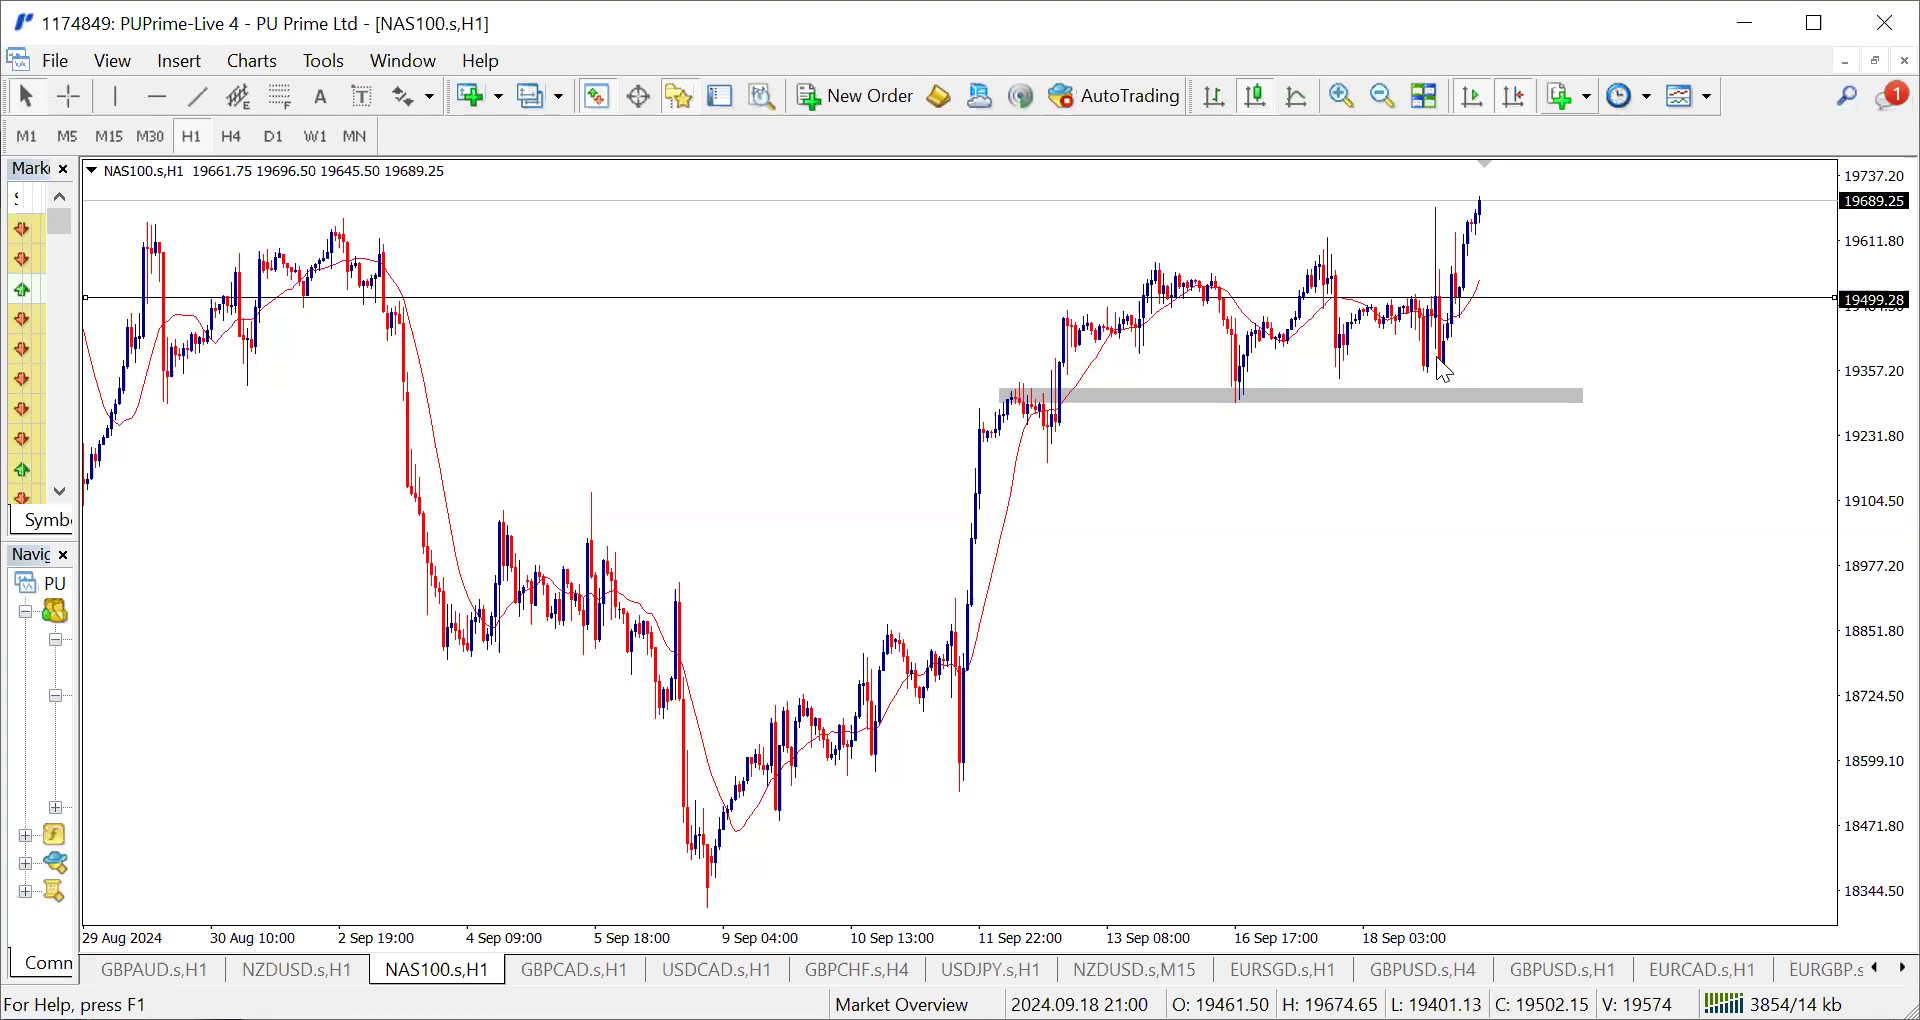 1174849: PUPrime-Live 4 - PU Prime Ltd - [NAS100.s,H1]
File View Insert Charts Tools Window Help
New Order AutoTrading 1
M1 M5 M15 M30 H1 H4 D1 W1 MN
Mark
NAS100.s,H1 19661.75 19696.50 19645.50 19689.25
19737.20
19689.25
19611.80
19499.28
19357.20
19231.80
19104.50
18977.20
18851.80
18724.50
18599.10
18471.80
18344.50
Symb
Navig
PU
Comn
29 Aug 2024 30 Aug 10:00 2 Sep 19:00 4 Sep 09:00 5 Sep 18:00 9 Sep 04:00 10 Sep 13:00 11 Sep 22:00 13 Sep 08:00 16 Sep 17:00 18 Sep 03:00
GBPAUD.s,H1 NZDUSD.s,H1 NAS100.s,H1 GBPCAD.s,H1 USDCAD.s,H1 GBPCHF.s,H4 USDJPY.s,H1 NZDUSD.s,M15 EURSGD.s,H1 GBPUSD.s,H4 GBPUSD.s,H1 EURCAD.s,H1 EURGBP.s
For Help, press F1 Market Overview 2024.09.18 21:00 O: 19461.50 H: 19674.65 L: 19401.13 C: 19502.15 V: 19574 3854/14 kb